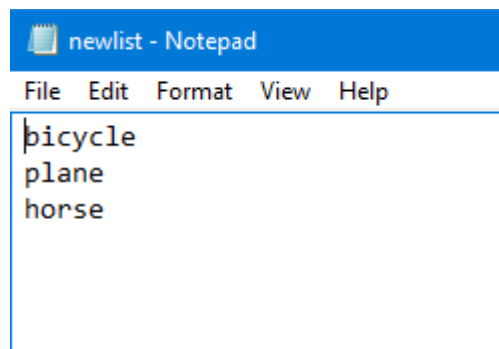 newlist - Notepad
File Edit Format View Help
bicycle
plane
horse